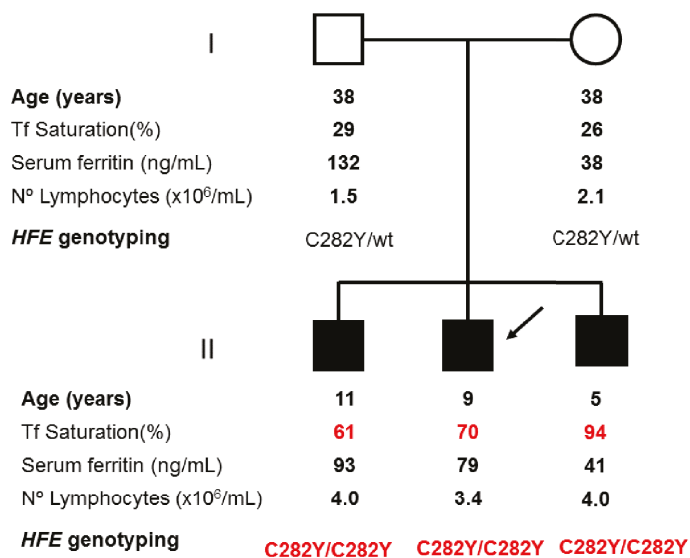 I
Age (years) 38 38
Tf Saturation(%) 29 26
Serum ferritin (ng/mL) 132 38
Nº Lymphocytes (x10⁶/mL) 1.5 2.1
HFE genotyping C282Y/wt C282Y/wt
II
Age (years) 11 9 5
Tf Saturation(%) 61 70 94
Serum ferritin (ng/mL) 93 79 41
Nº Lymphocytes (x10⁶/mL) 4.0 3.4 4.0
HFE genotyping C282Y/C282Y C282Y/C282Y C282Y/C282Y